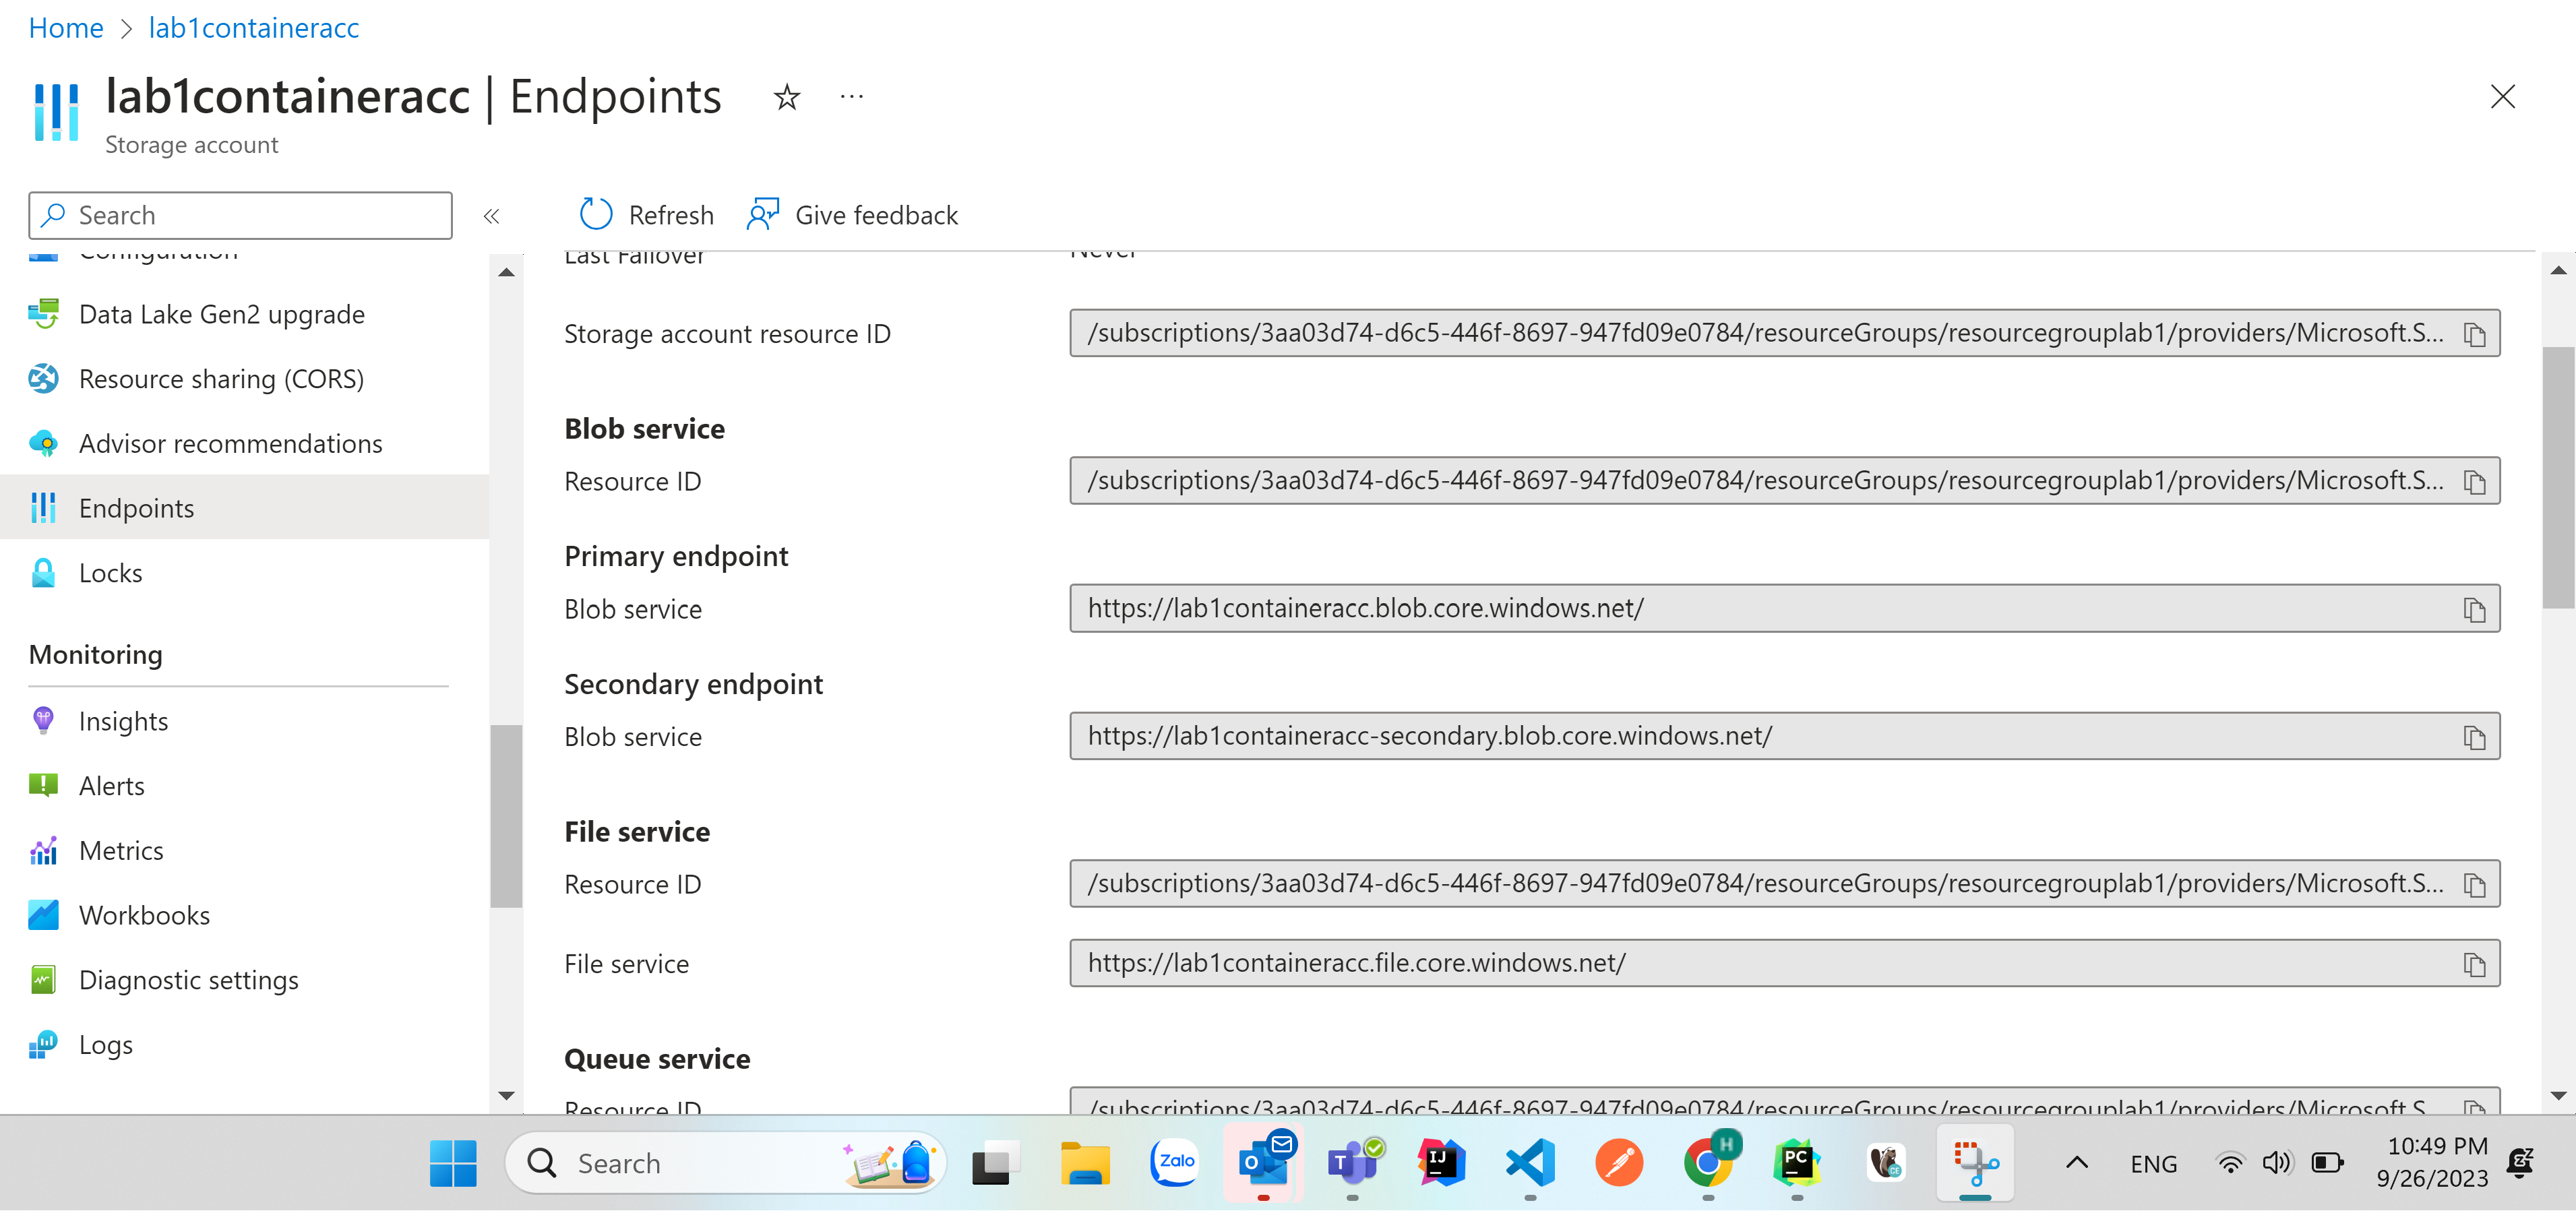 Home > lab1containeracc
lab1containeracc | Endpoints
Storage account
Search
Refresh
Give feedback
Configuration
Data Lake Gen2 upgrade
Resource sharing (CORS)
Advisor recommendations
Endpoints
Locks
Monitoring
Insights
Alerts
Metrics
Workbooks
Diagnostic settings
Logs
Last Failover Never
Storage account resource ID /subscriptions/3aa03d74-d6c5-446f-8697-947fd09e0784/resourceGroups/resourcegrouplab1/providers/Microsoft.S...
Blob service
Resource ID /subscriptions/3aa03d74-d6c5-446f-8697-947fd09e0784/resourceGroups/resourcegrouplab1/providers/Microsoft.S...
Primary endpoint
Blob service https://lab1containeracc.blob.core.windows.net/
Secondary endpoint
Blob service https://lab1containeracc-secondary.blob.core.windows.net/
File service
Resource ID /subscriptions/3aa03d74-d6c5-446f-8697-947fd09e0784/resourceGroups/resourcegrouplab1/providers/Microsoft.S...
File service https://lab1containeracc.file.core.windows.net/
Queue service
Resource ID /subscriptions/3aa03d74-d6c5-446f-8697-947fd09e0784/resourceGroups/resourcegrouplab1/providers/Microsoft.S...
Search
Zalo
O
T
IJ
H
PC
CE
ENG
10:49 PM
9/26/2023